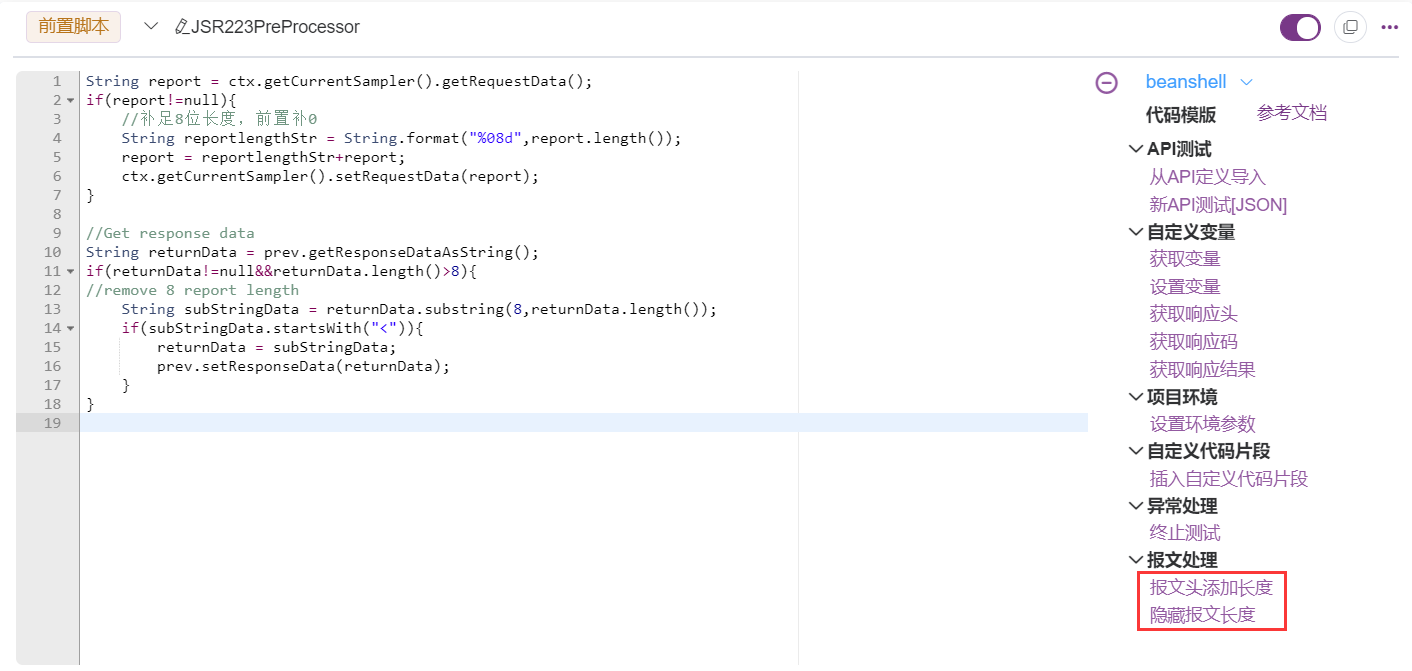 前置脚本 JSR223PreProcessor
1 String report = ctx.getCurrentSampler().getRequestData();
2 if(report!=null){
3     //补足8位长度，前置补0
4     String reportlengthStr = String.format("%08d",report.length());
5     report = reportlengthStr+report;
6     ctx.getCurrentSampler().setRequestData(report);
7 }
8
9 //Get response data
10 String returnData = prev.getResponseDataAsString();
11 if(returnData!=null&&returnData.length()>8){
12 //remove 8 report length
13     String subStringData = returnData.substring(8,returnData.length());
14     if(subStringData.startsWith("<")){
15         returnData = subStringData;
16         prev.setResponseData(returnData);
17     }
18 }
19
beanshell
代码模版 参考文档
API测试
从API定义导入
新API测试[JSON]
自定义变量
获取变量
设置变量
获取响应头
获取响应码
获取响应结果
项目环境
设置环境参数
自定义代码片段
插入自定义代码片段
异常处理
终止测试
报文处理
报文头添加长度
隐藏报文长度